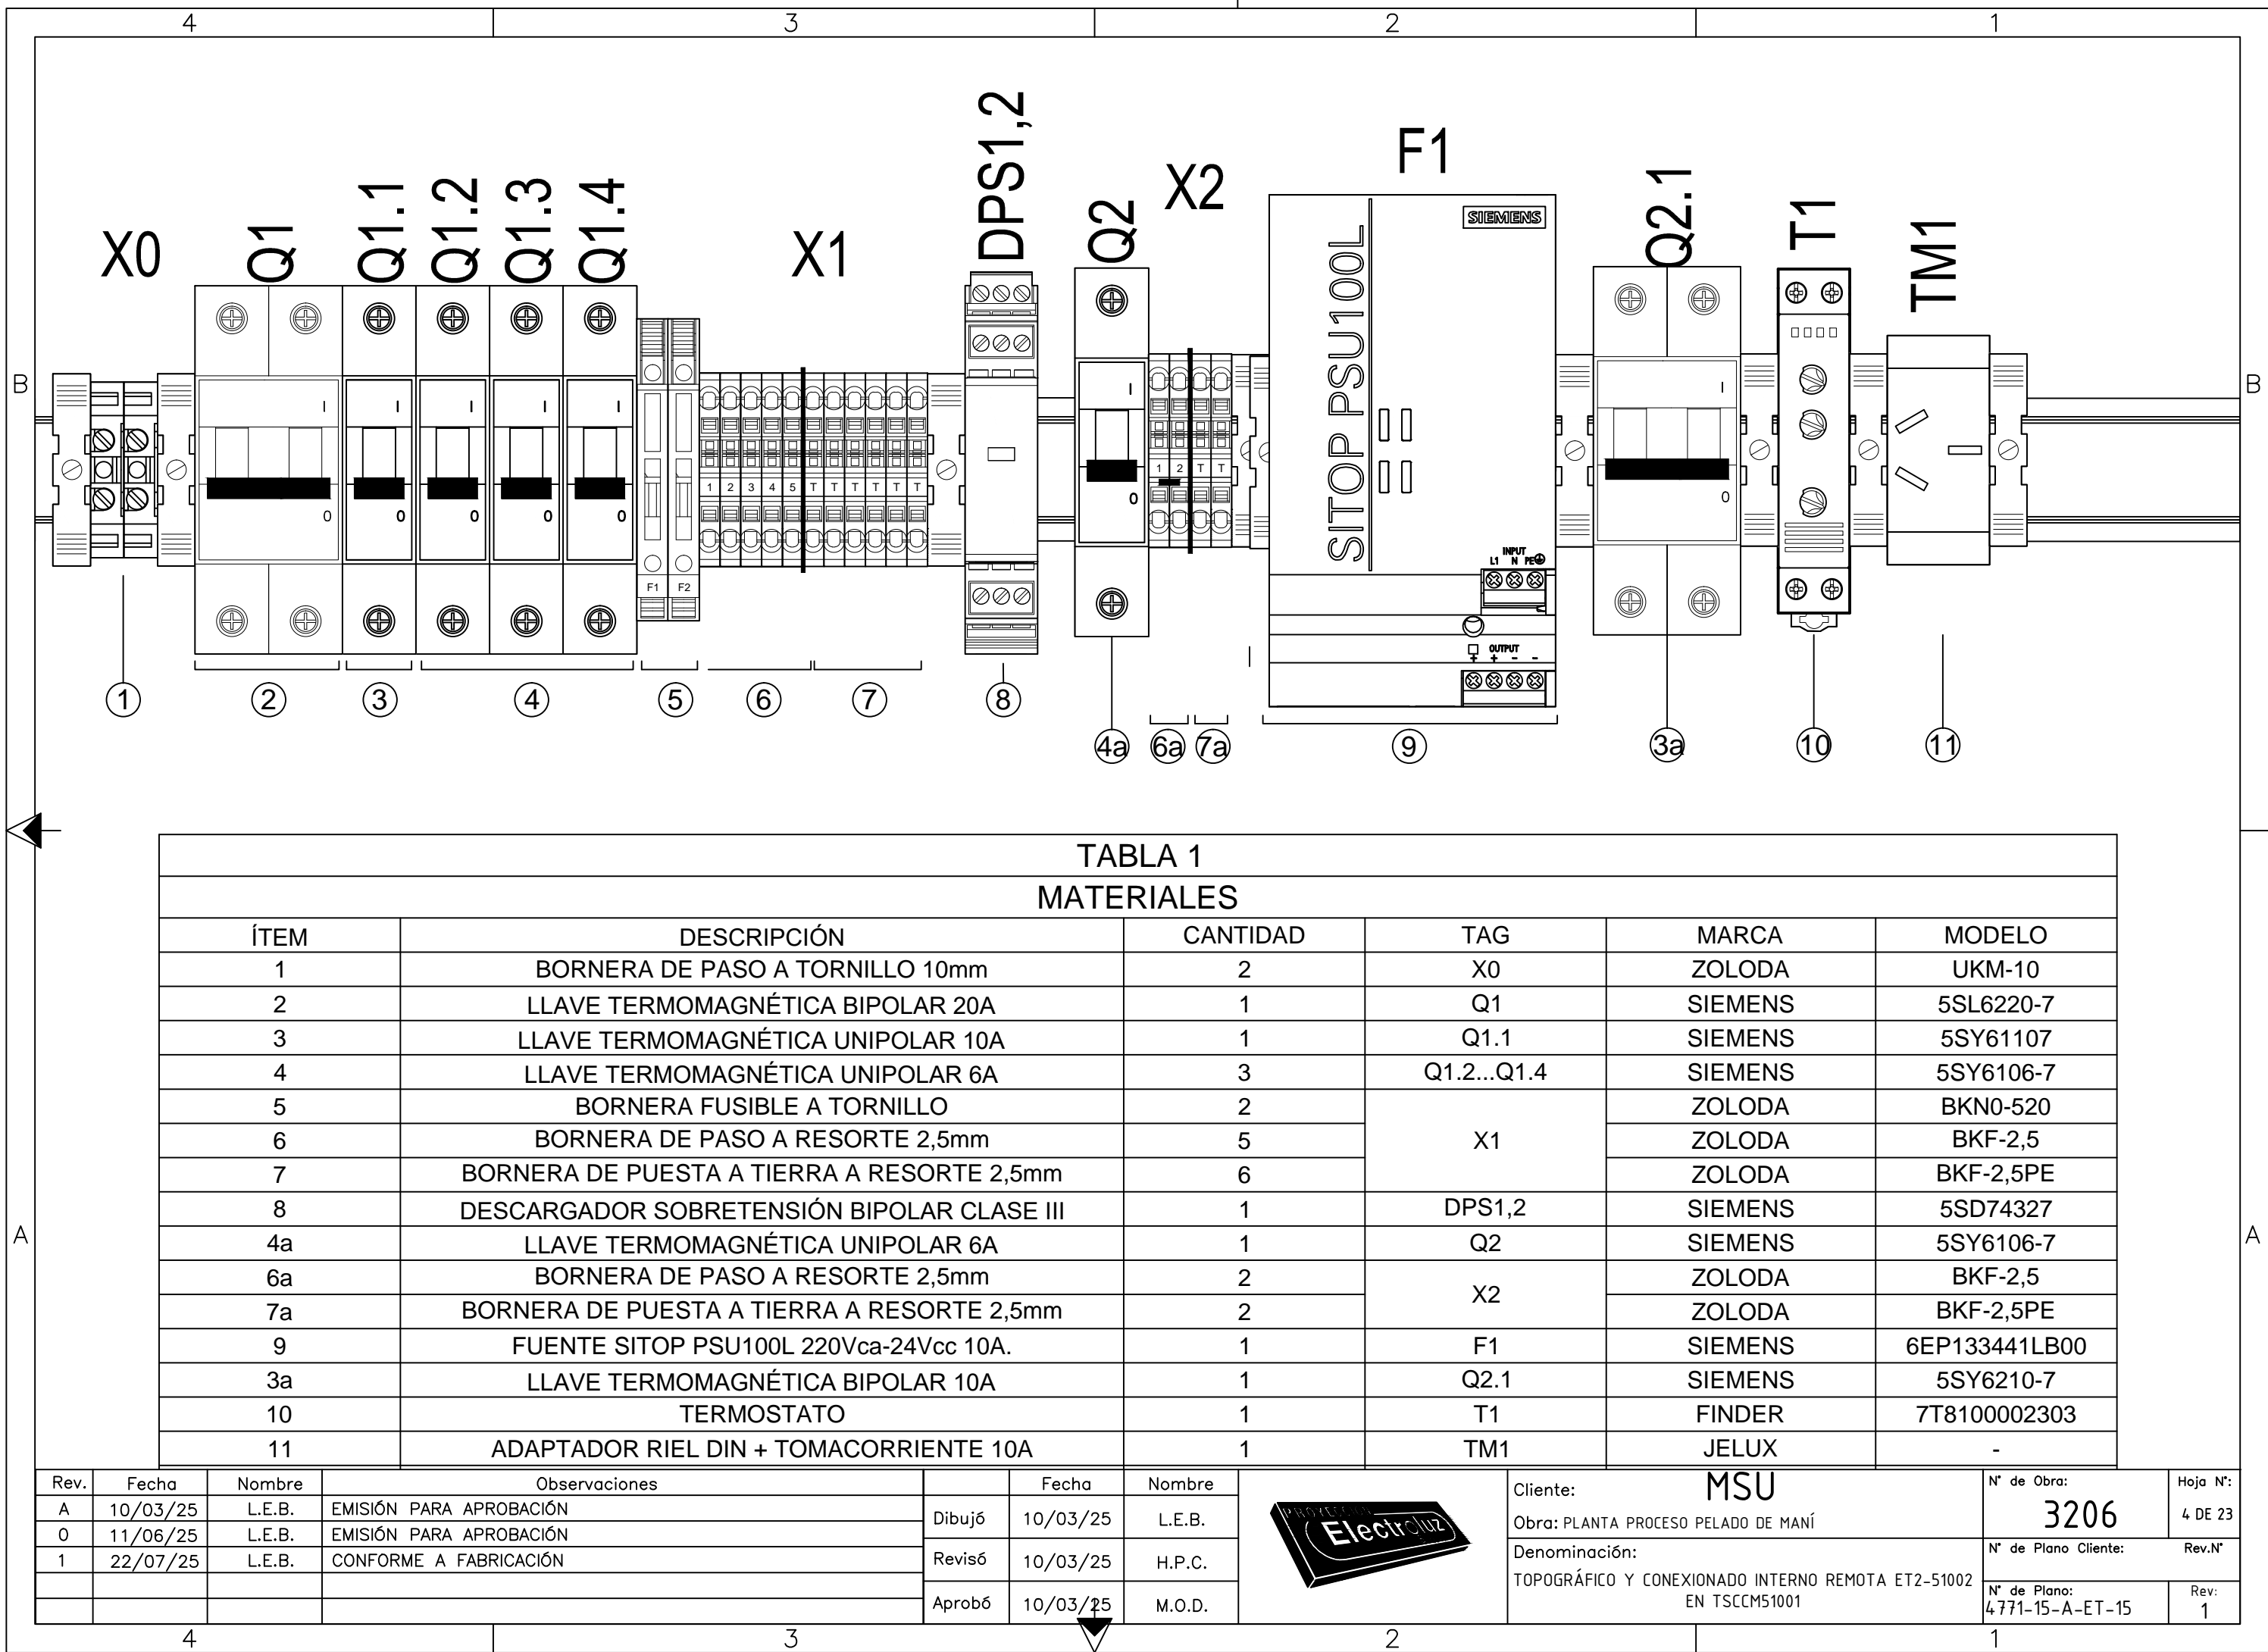 4 3 2 1
X0
Q1
Q1.1
Q1.2
Q1.3
Q1.4
X1
DPS1,2
Q2
X2
F1
Q2.1
T1
TM1
SIEMENS
SITOP PSU100L
B
B
I I I I I I I
0 0 0 0 0 0 0
1 2 3 4 5 T T T T T T
1 2 T T
F1 F2
INPUT
L1 N PE
OUTPUT
+ + - -
1 2 3 4 5 6 7 8
4a 6a 7a 9 3a 10 11
TABLA 1
MATERIALES
ÍTEM DESCRIPCIÓN CANTIDAD TAG MARCA MODELO
1 BORNERA DE PASO A TORNILLO 10mm 2 X0 ZOLODA UKM-10
2 LLAVE TERMOMAGNÉTICA BIPOLAR 20A 1 Q1 SIEMENS 5SL6220-7
3 LLAVE TERMOMAGNÉTICA UNIPOLAR 10A 1 Q1.1 SIEMENS 5SY61107
4 LLAVE TERMOMAGNÉTICA UNIPOLAR 6A 3 Q1.2...Q1.4 SIEMENS 5SY6106-7
5 BORNERA FUSIBLE A TORNILLO 2 ZOLODA BKN0-520
6 BORNERA DE PASO A RESORTE 2,5mm 5 X1 ZOLODA BKF-2,5
7 BORNERA DE PUESTA A TIERRA A RESORTE 2,5mm 6 ZOLODA BKF-2,5PE
8 DESCARGADOR SOBRETENSIÓN BIPOLAR CLASE III 1 DPS1,2 SIEMENS 5SD74327
4a LLAVE TERMOMAGNÉTICA UNIPOLAR 6A 1 Q2 SIEMENS 5SY6106-7
6a BORNERA DE PASO A RESORTE 2,5mm 2 X2 ZOLODA BKF-2,5
7a BORNERA DE PUESTA A TIERRA A RESORTE 2,5mm 2 ZOLODA BKF-2,5PE
9 FUENTE SITOP PSU100L 220Vca-24Vcc 10A. 1 F1 SIEMENS 6EP133441LB00
3a LLAVE TERMOMAGNÉTICA BIPOLAR 10A 1 Q2.1 SIEMENS 5SY6210-7
10 TERMOSTATO 1 T1 FINDER 7T8100002303
11 ADAPTADOR RIEL DIN + TOMACORRIENTE 10A 1 TM1 JELUX -
A
A
Rev. Fecha Nombre Observaciones
A 10/03/25 L.E.B. EMISIÓN PARA APROBACIÓN
0 11/06/25 L.E.B. EMISIÓN PARA APROBACIÓN
1 22/07/25 L.E.B. CONFORME A FABRICACIÓN
Fecha Nombre
Dibujó 10/03/25 L.E.B.
Revisó 10/03/25 H.P.C.
Aprobó 10/03/25 M.O.D.
Electroluz
Cliente: MSU
Obra: PLANTA PROCESO PELADO DE MANÍ
Denominación:
TOPOGRÁFICO Y CONEXIONADO INTERNO REMOTA ET2-51002
EN TSCCM51001
N° de Obra:
3206
Hoja N°:
4 DE 23
N° de Plano Cliente:
Rev.N°
N° de Plano:
4771-15-A-ET-15
Rev:
1
4 3 2 1